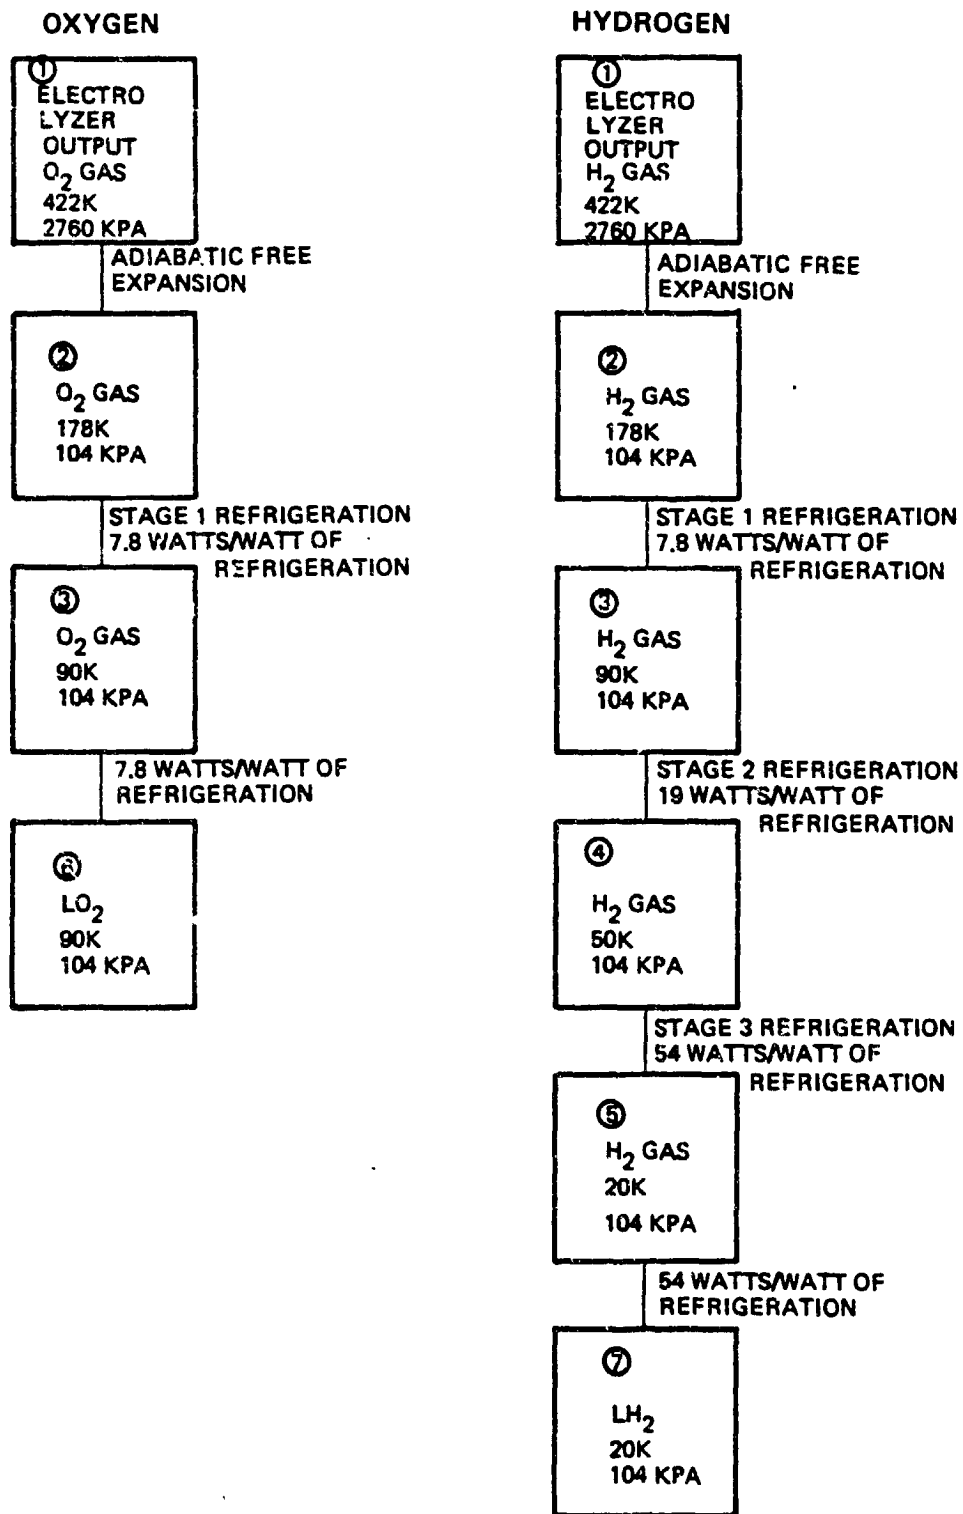 OXYGEN
①
ELECTRO
LYZER
OUTPUT
O2 GAS
422K
2760 KPA
ADIABATIC FREE
EXPANSION
②
O2 GAS
178K
104 KPA
STAGE 1 REFRIGERATION
7.8 WATTS/WATT OF
REFRIGERATION
③
O2 GAS
90K
104 KPA
7.8 WATTS/WATT OF
REFRIGERATION
⑥
LO2
90K
104 KPA
HYDROGEN
①
ELECTRO
LYZER
OUTPUT
H2 GAS
422K
2760 KPA
ADIABATIC FREE
EXPANSION
②
H2 GAS
178K
104 KPA
STAGE 1 REFRIGERATION
7.8 WATTS/WATT OF
REFRIGERATION
③
H2 GAS
90K
104 KPA
STAGE 2 REFRIGERATION
19 WATTS/WATT OF
REFRIGERATION
④
H2 GAS
50K
104 KPA
STAGE 3 REFRIGERATION
54 WATTS/WATT OF
REFRIGERATION
⑤
H2 GAS
20K
104 KPA
54 WATTS/WATT OF
REFRIGERATION
⑦
LH2
20K
104 KPA